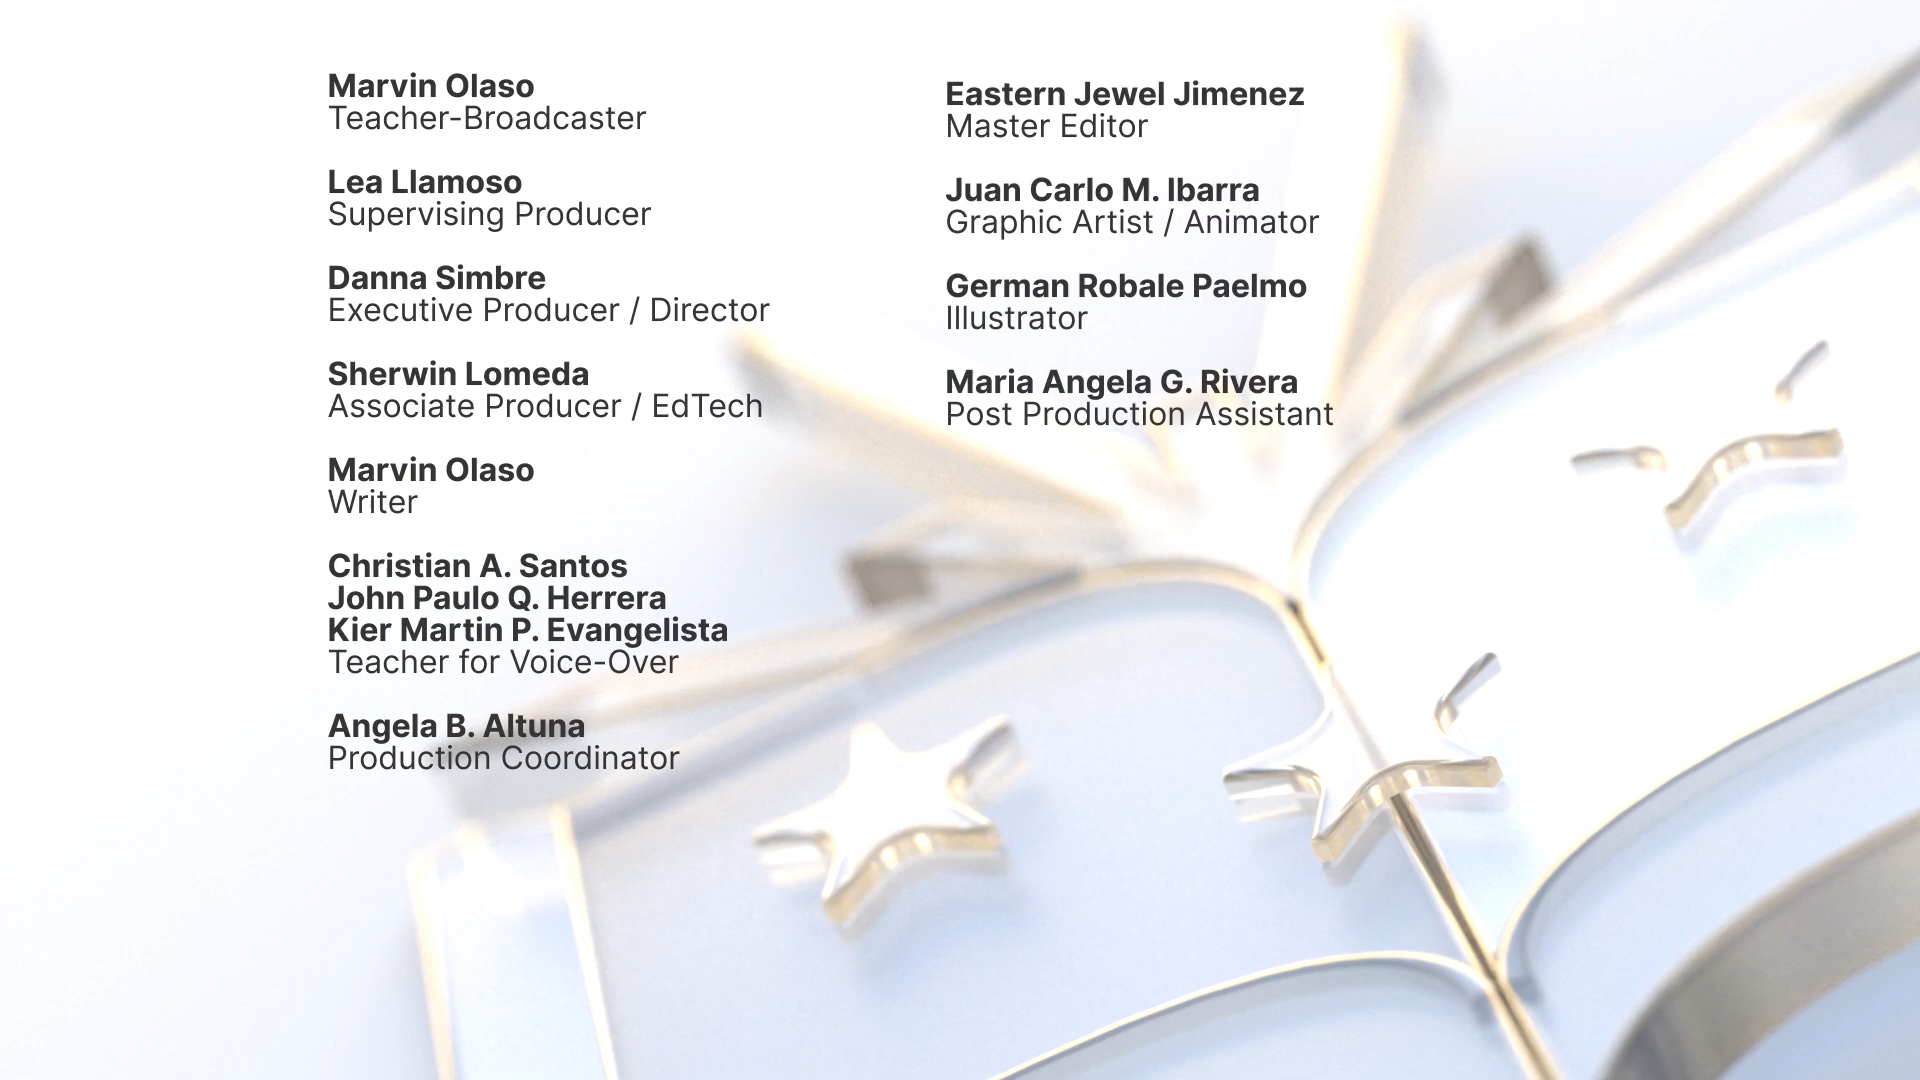 Marvin Olaso
Teacher-Broadcaster
Lea Llamoso
Supervising Producer
Danna Simbre
Executive Producer / Director
Sherwin Lomeda
Associate Producer / EdTech
Marvin Olaso
Writer
Christian A. Santos
John Paulo Q. Herrera
Kier Martin P. Evangelista
Teacher for Voice-Over
Angela B. Altuna
Production Coordinator
Eastern Jewel Jimenez
Master Editor
Juan Carlo M. Ibarra
Graphic Artist / Animator
German Robale Paelmo
Illustrator
Maria Angela G. Rivera
Post Production Assistant